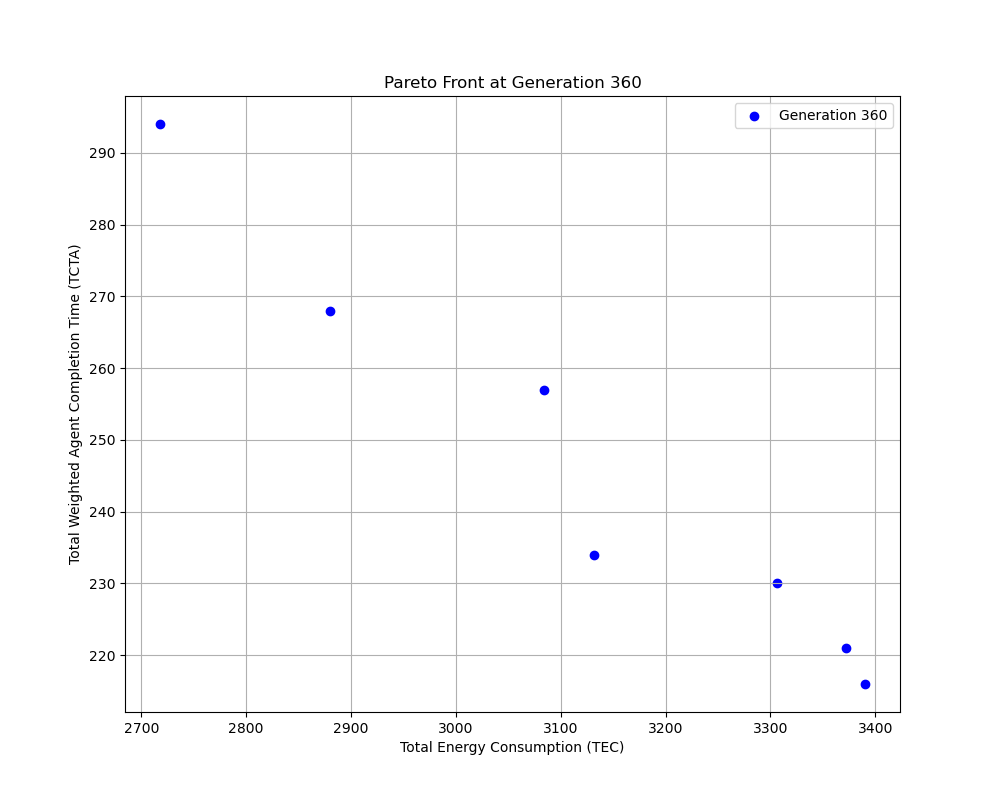 Pareto Front at Generation 360
Generation 360
Total Weighted Agent Completion Time (TCTA)
290
280
270
260
250
240
230
220
2700 2800 2900 3000 3100 3200 3300 3400
Total Energy Consumption (TEC)